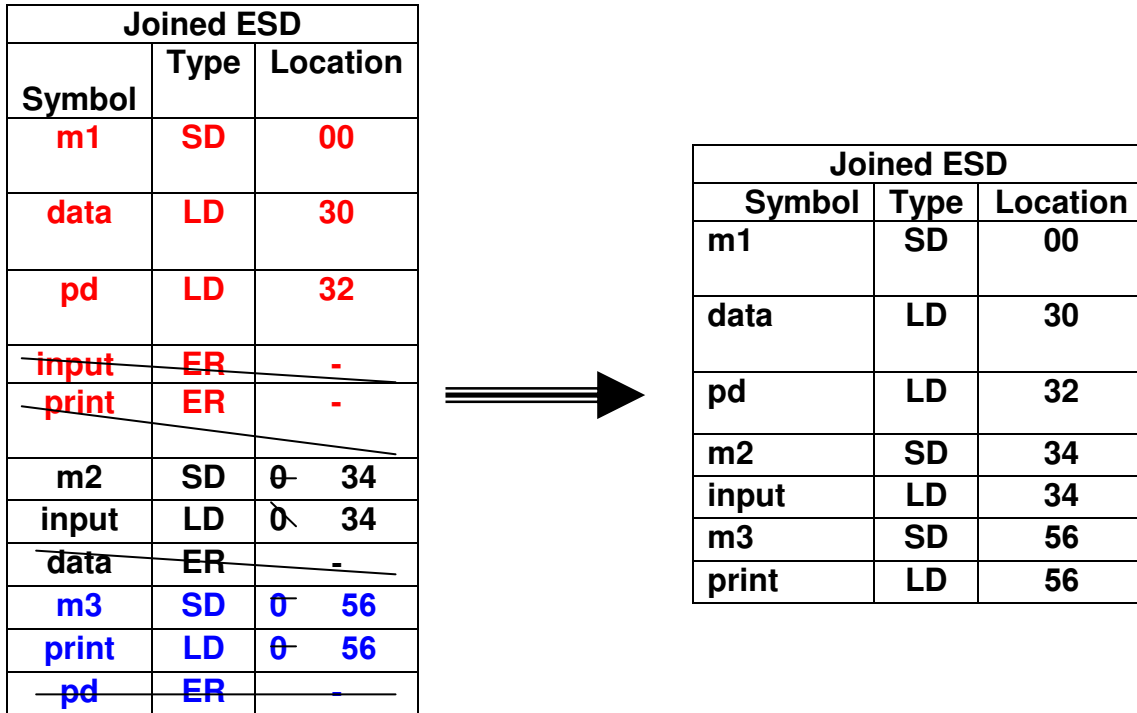 Joined ESD
Symbol Type Location
m1 SD 00
data LD 30
pd LD 32
input ER -
print ER -
m2 SD 0 34
input LD 0 34
data ER -
m3 SD 0 56
print LD 0 56
pd ER -
Joined ESD
Symbol Type Location
m1 SD 00
data LD 30
pd LD 32
m2 SD 34
input LD 34
m3 SD 56
print LD 56